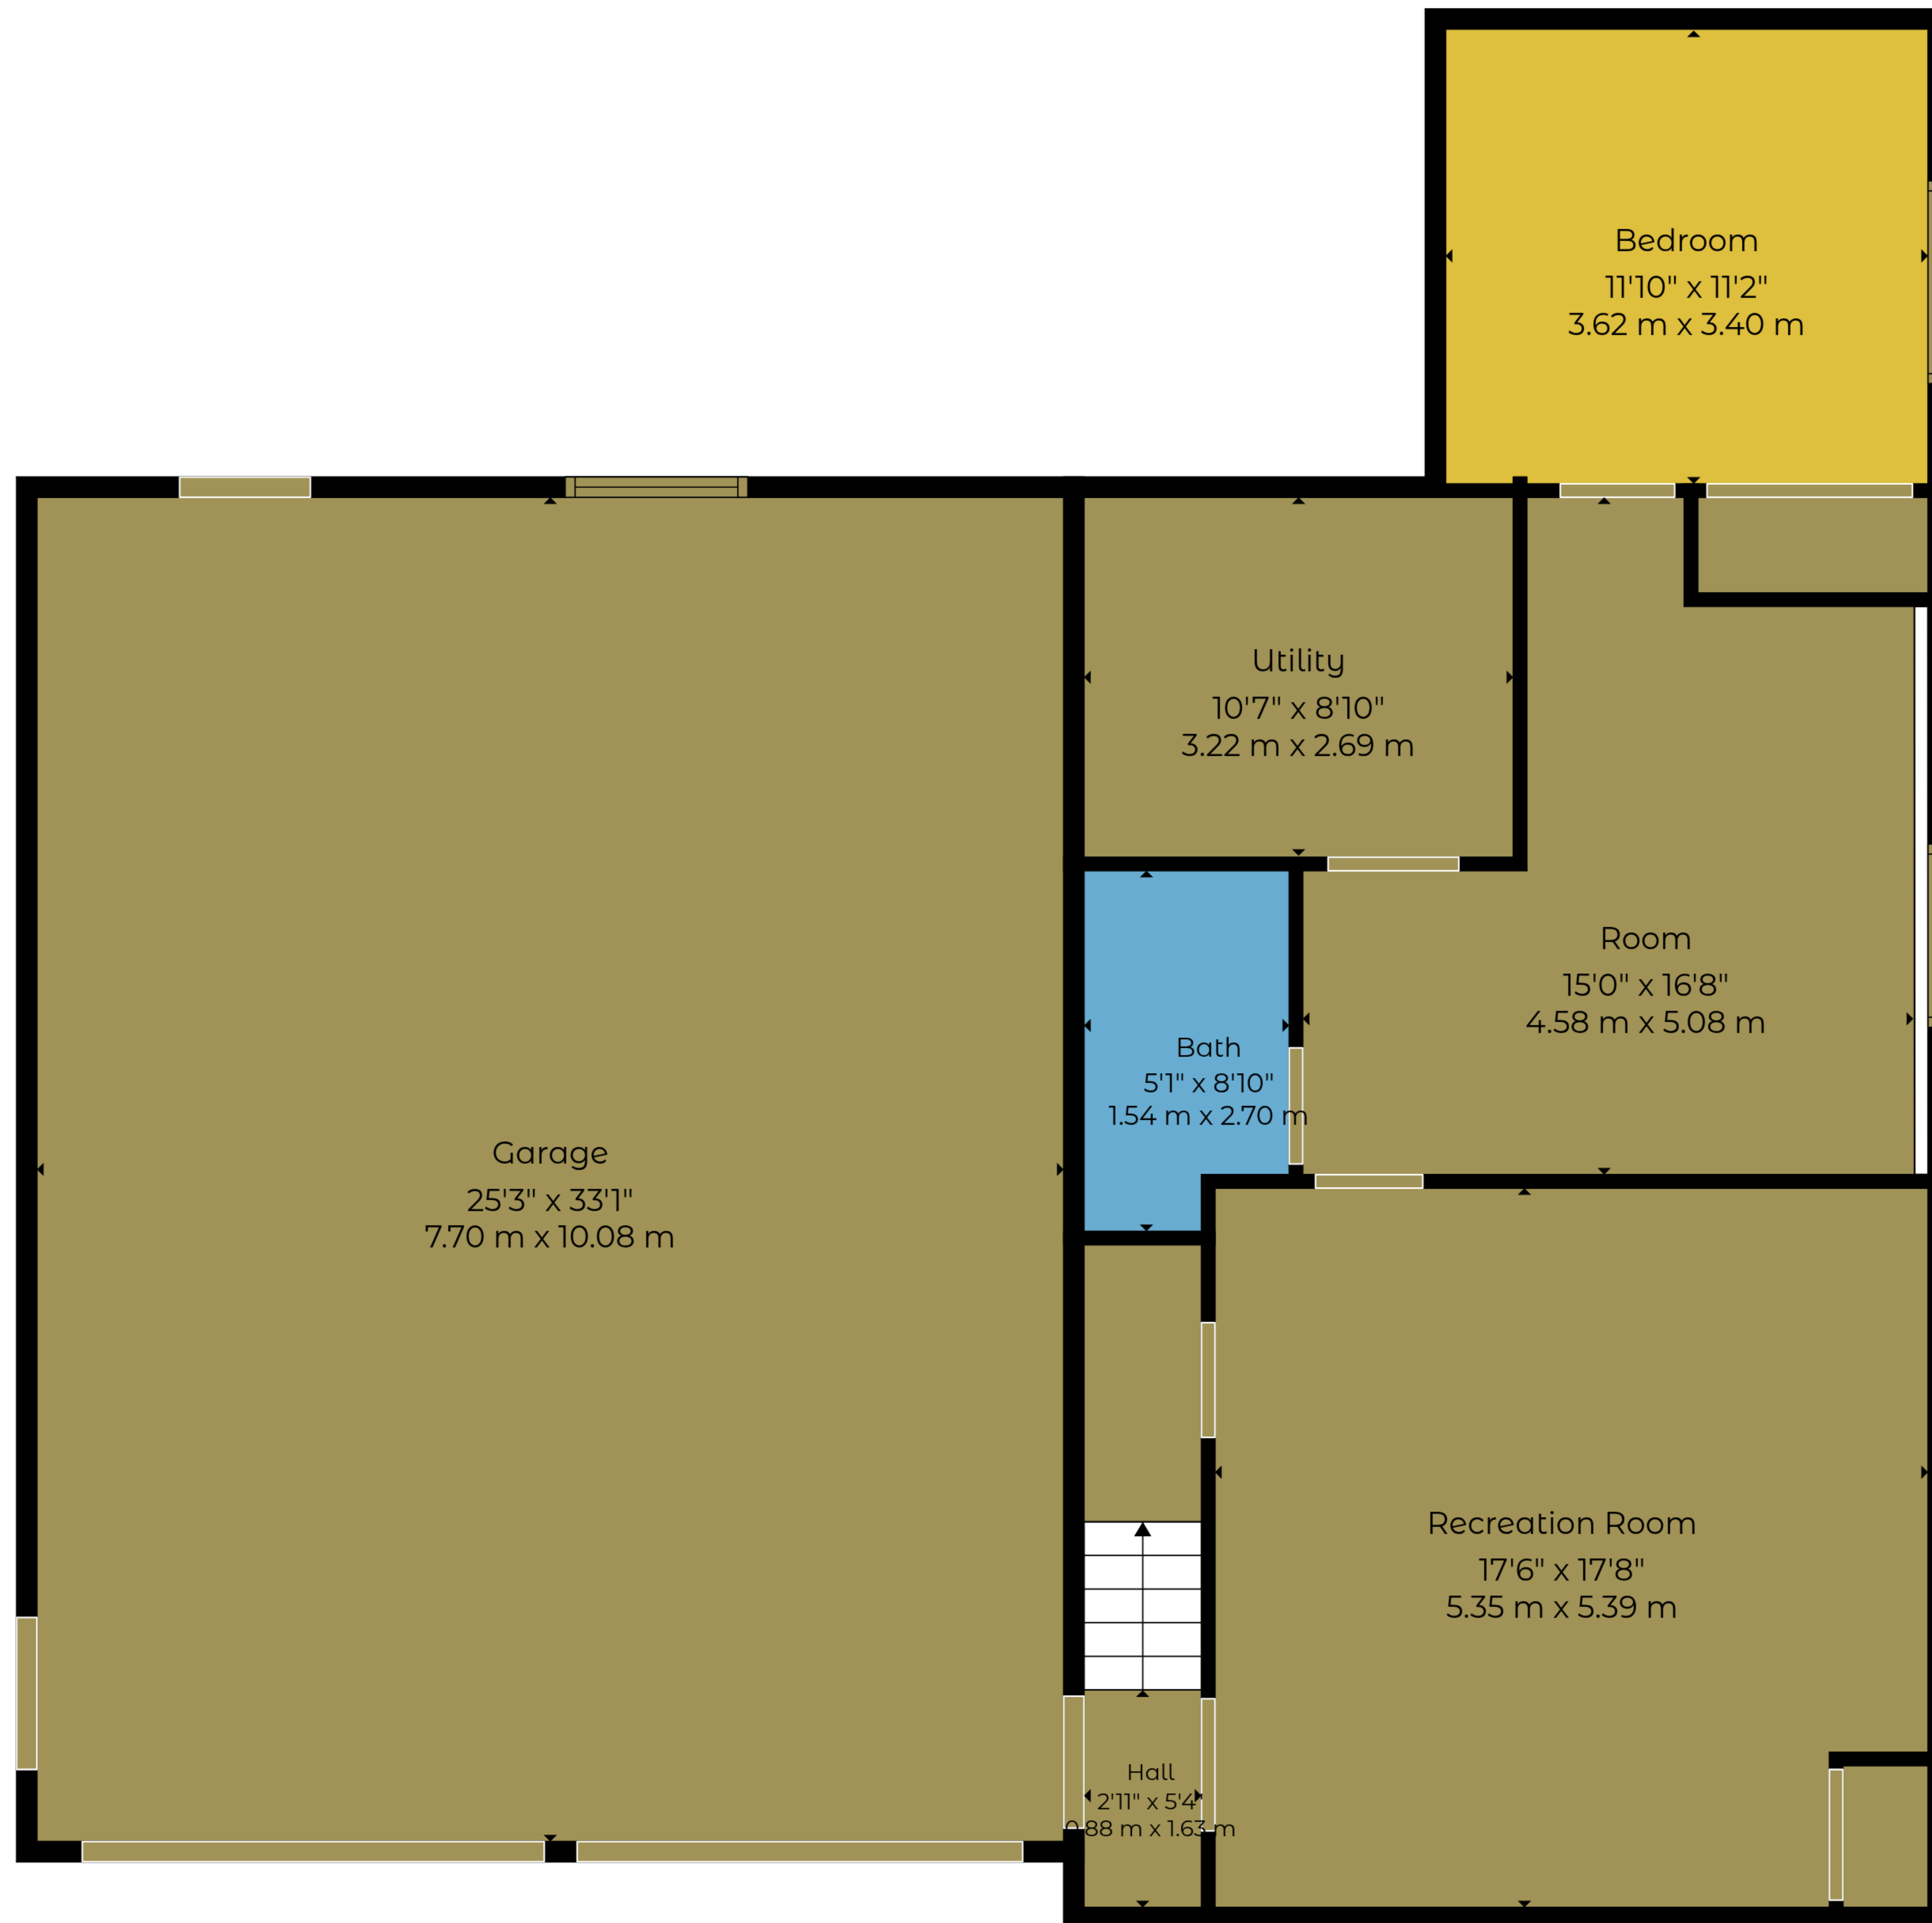 Bedroom
11'10" x 11'2"
3.62 m x 3.40 m
Utility
10'7" x 8'10"
3.22 m x 2.69 m
Room
15'0" x 16'8"
4.58 m x 5.08 m
Bath
5'1" x 8'10"
1.54 m x 2.70 m
Garage
25'3" x 33'1"
7.70 m x 10.08 m
Recreation Room
17'6" x 17'8"
5.35 m x 5.39 m
Hall
2'11" x 5'4"
0.88 m x 1.63 m